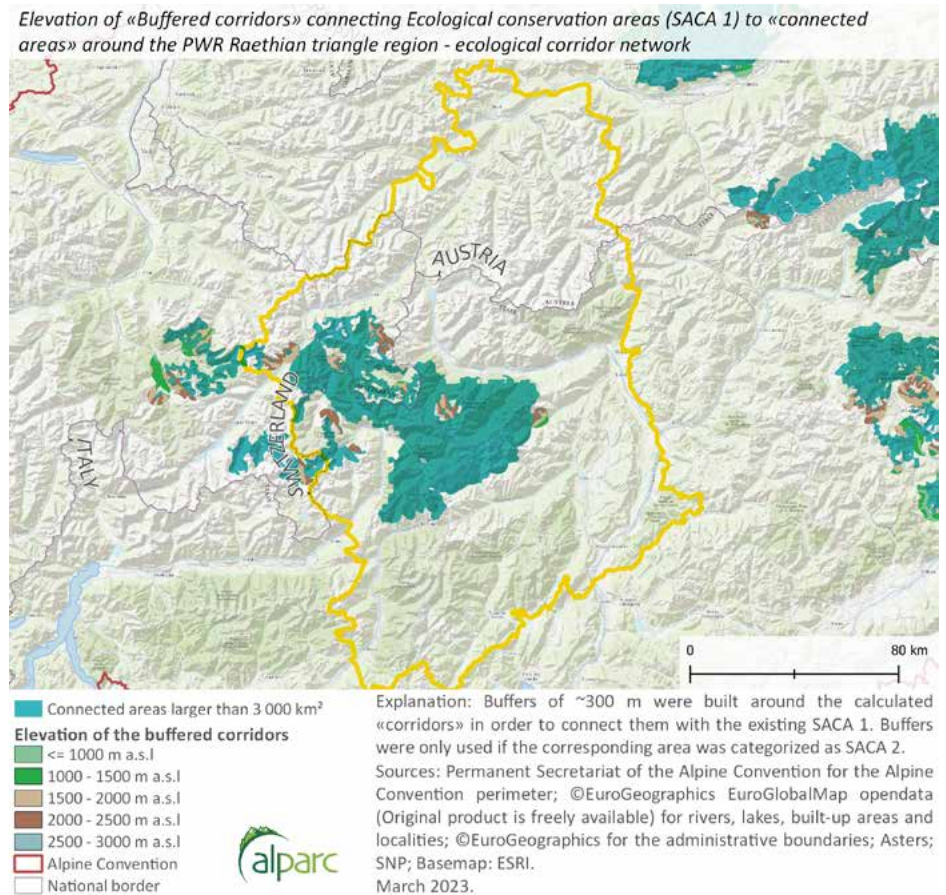 Elevation of «Buffered corridors» connecting Ecological conservation areas (SACA 1) to «connected
areas» around the PWR Raethian triangle region - ecological corridor network
AUSTRIA
SWITZERLAND
ITALY
0 80 km
Connected areas larger than 3 000 km²
Elevation of the buffered corridors
<= 1000 m a.s.l
1000 - 1500 m a.s.l
1500 - 2000 m a.s.l
2000 - 2500 m a.s.l
2500 - 3000 m a.s.l
Alpine Convention
National border
alparc
Explanation: Buffers of ~300 m were built around the calculated
«corridors» in order to connect them with the existing SACA 1. Buffers
were only used if the corresponding area was categorized as SACA 2.
Sources: Permanent Secretariat of the Alpine Convention for the Alpine
Convention perimeter; ©EuroGeographics EuroGlobalMap opendata
(Original product is freely available) for rivers, lakes, built-up areas and
localities; ©EuroGeographics for the administrative boundaries; Asters;
SNP; Basemap: ESRI.
March 2023.